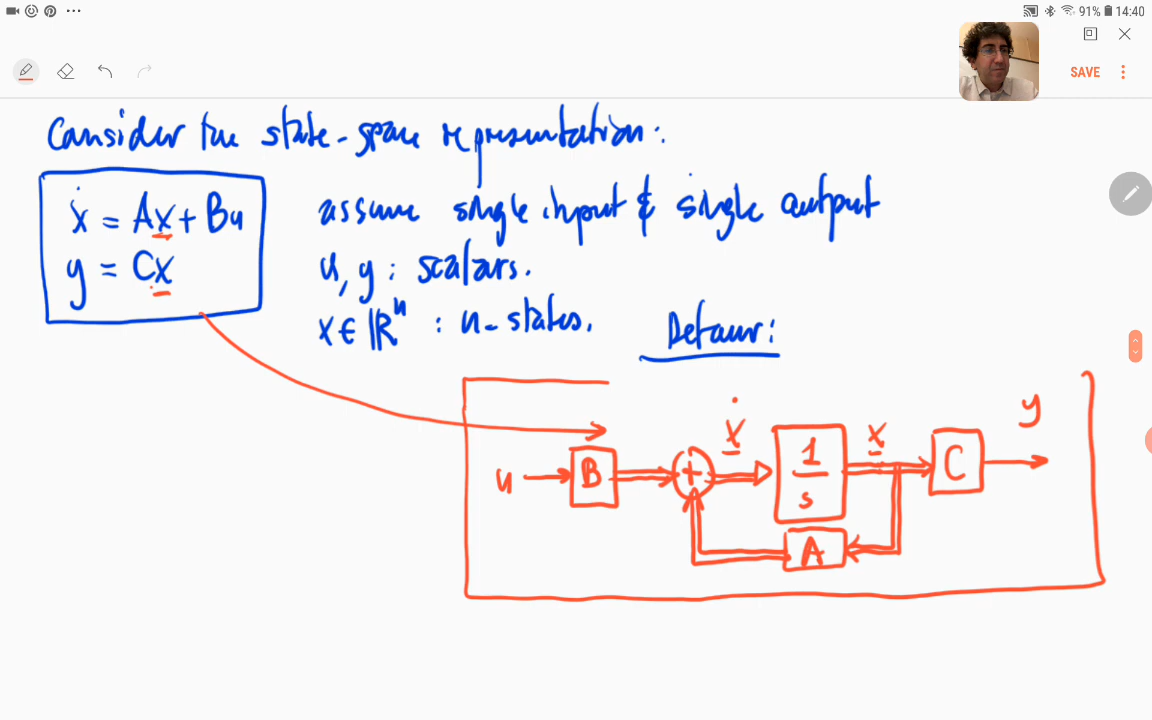 91% 14:40
SAVE
Consider the state-space representation:
ẋ = Ax + Bu
y = Cx
assume single input & single output
u, y : scalars.
x ∈ ℝⁿ : n-states.
Detour:
u B + ẋ 1/s x C y
A